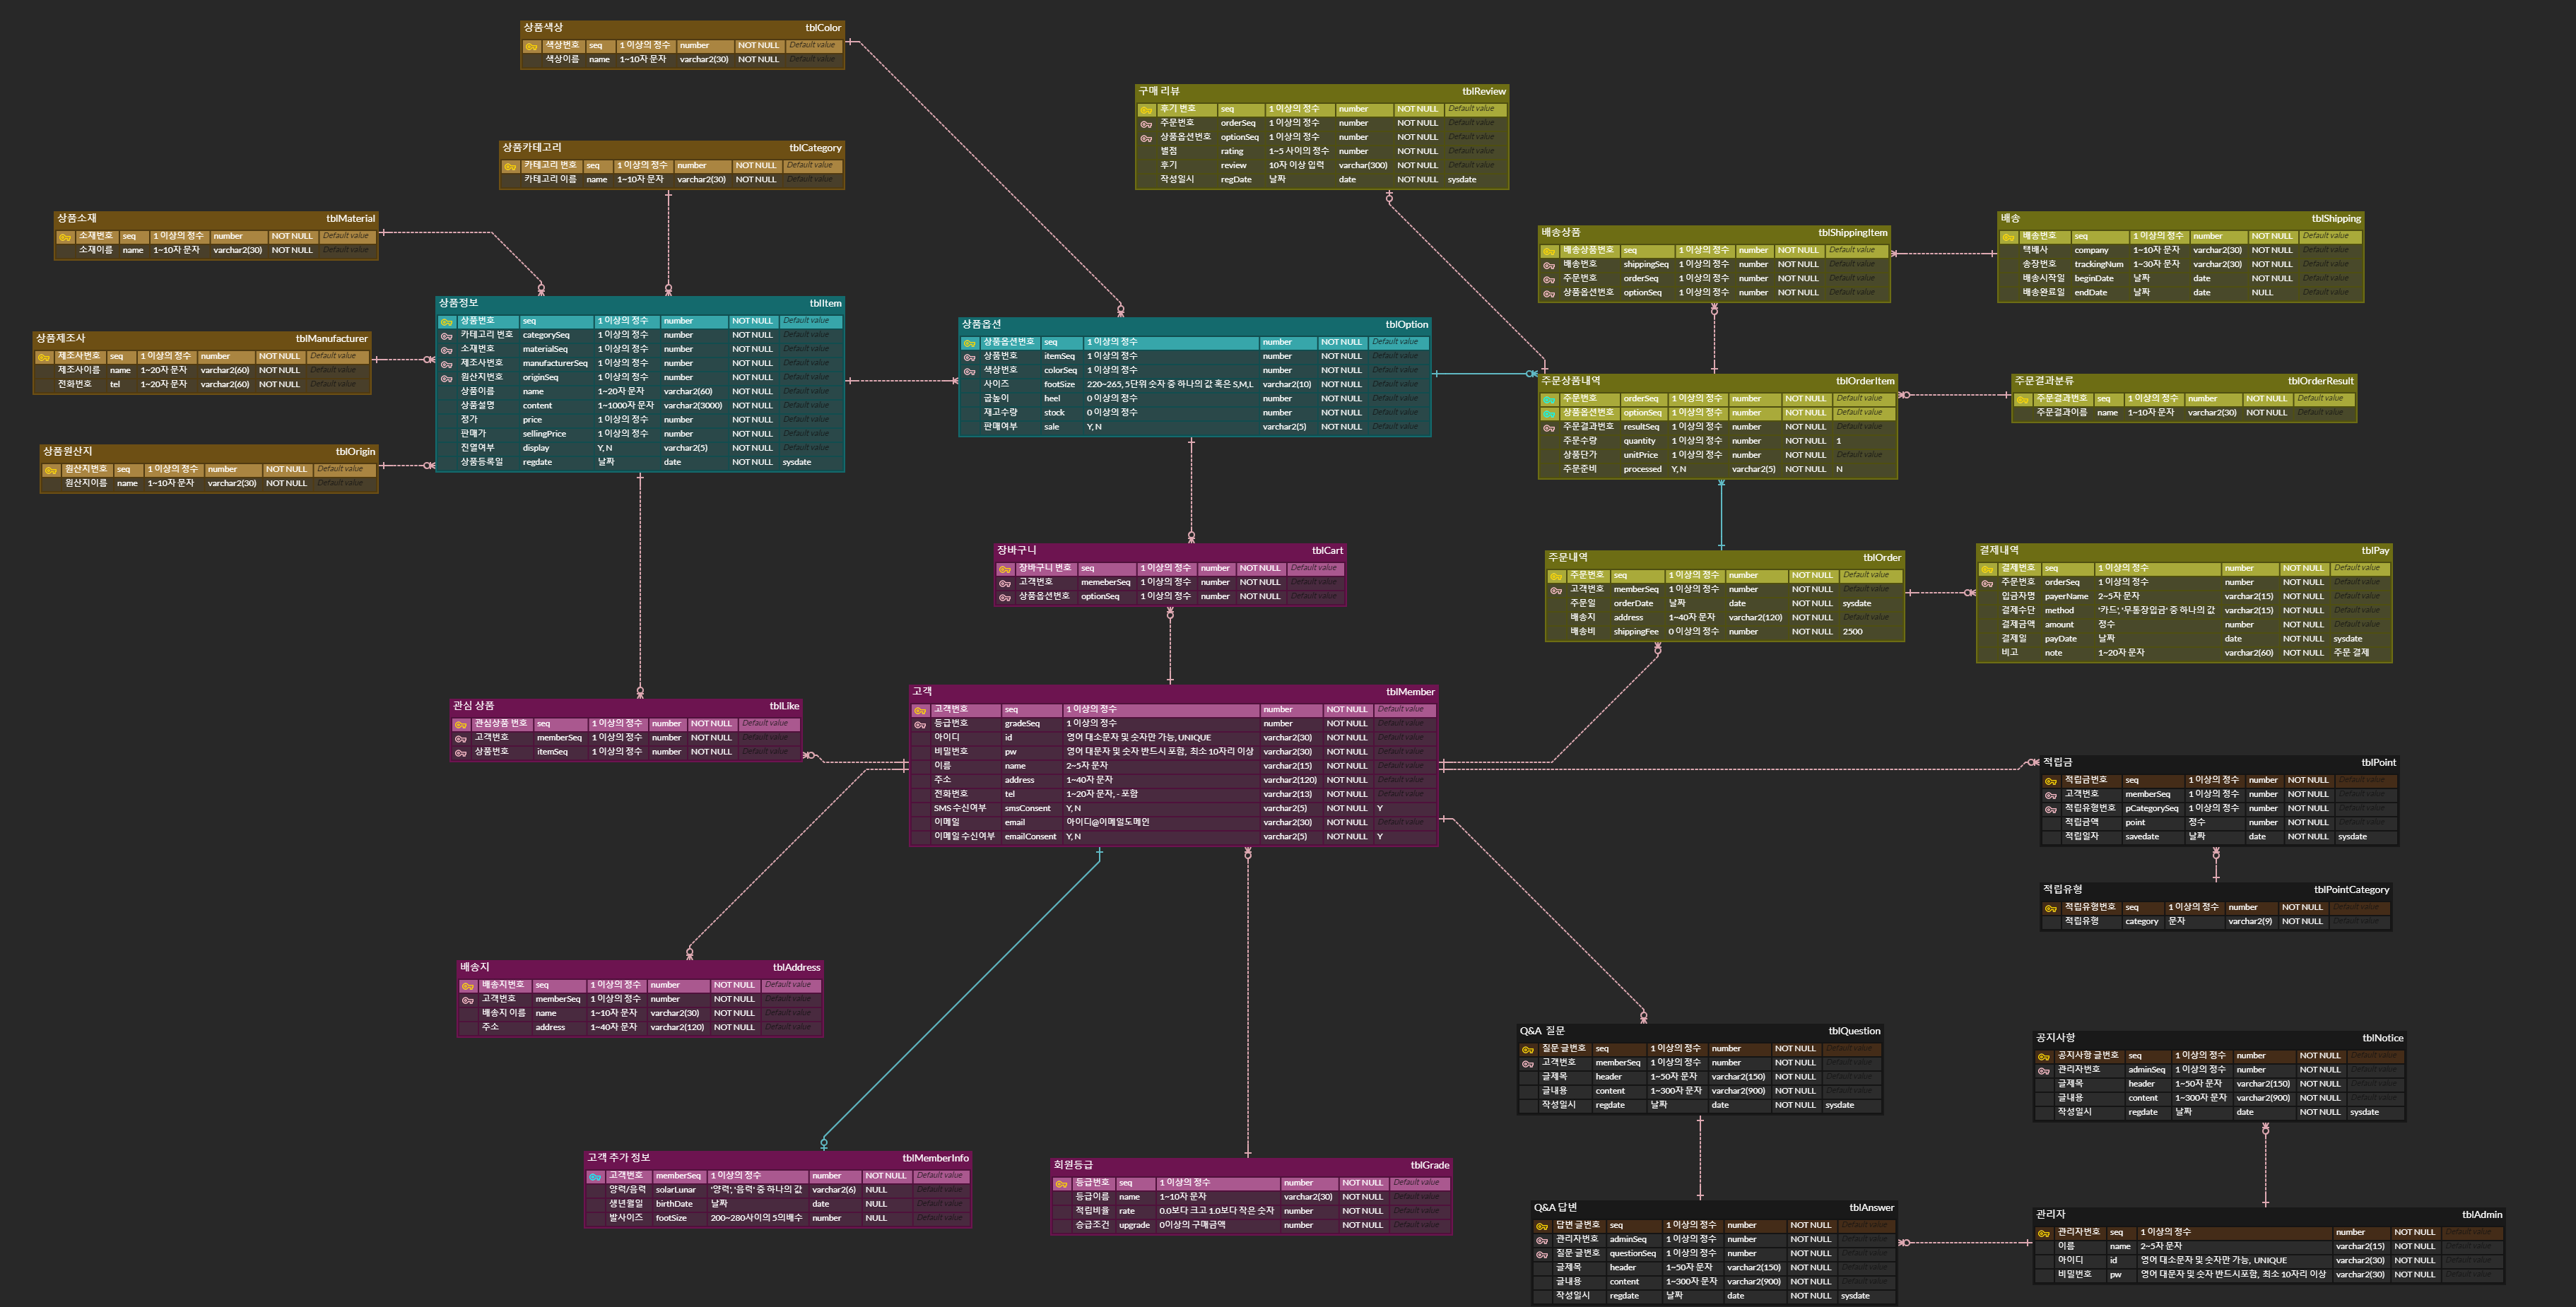 상품색상 tblColor
색상번호 seq 1 이상의 정수 number NOT NULL Default value
색상이름 name 1~10자 문자 varchar2(30) NOT NULL Default value
상품카테고리 tblCategory
카테고리 번호 seq 1 이상의 정수 number NOT NULL Default value
카테고리 이름 name 1~10자 문자 varchar2(30) NOT NULL Default value
상품소재 tblMaterial
소재번호 seq 1 이상의 정수 number NOT NULL Default value
소재이름 name 1~10자 문자 varchar2(30) NOT NULL Default value
상품제조사 tblManufacturer
제조사번호 seq 1 이상의 정수 number NOT NULL Default value
제조사이름 name 1~20자 문자 varchar2(60) NOT NULL Default value
전화번호 tel 1~20자 문자 varchar2(60) NOT NULL Default value
상품원산지 tblOrigin
원산지번호 seq 1 이상의 정수 number NOT NULL Default value
원산지이름 name 1~10자 문자 varchar2(30) NOT NULL Default value
상품정보 tblItem
상품번호 seq 1 이상의 정수 number NOT NULL Default value
카테고리 번호 categorySeq 1 이상의 정수 number NOT NULL Default value
소재번호 materialSeq 1 이상의 정수 number NOT NULL Default value
제조사번호 manufacturerSeq 1 이상의 정수 number NOT NULL Default value
원산지번호 originSeq 1 이상의 정수 number NOT NULL Default value
상품이름 name 1~20자 문자 varchar2(60) NOT NULL Default value
상품설명 content 1~1000자 문자 varchar2(3000) NOT NULL Default value
정가 price 1 이상의 정수 number NOT NULL Default value
판매가 sellingPrice 1 이상의 정수 number NOT NULL Default value
진열여부 display Y, N varchar2(5) NOT NULL Default value
상품등록일 regdate 날짜 date NOT NULL sysdate
상품옵션 tblOption
상품옵션번호 seq 1 이상의 정수 number NOT NULL Default value
상품번호 itemSeq 1 이상의 정수 number NOT NULL Default value
색상번호 colorSeq 1 이상의 정수 number NOT NULL Default value
사이즈 footSize 220~265, 5단위 숫자 중 하나의 값 혹은 S,M,L varchar2(10) NOT NULL Default value
굽높이 heel 0 이상의 정수 number NOT NULL Default value
재고수량 stock 0 이상의 정수 number NOT NULL Default value
판매여부 sale Y, N varchar2(5) NOT NULL Default value
구매 리뷰 tblReview
후기 번호 seq 1 이상의 정수 number NOT NULL Default value
주문번호 orderSeq 1 이상의 정수 number NOT NULL Default value
상품옵션번호 optionSeq 1 이상의 정수 number NOT NULL Default value
별점 rating 1~5 사이의 정수 number NOT NULL Default value
후기 review 10자 이상 입력 varchar(300) NOT NULL Default value
작성일시 regDate 날짜 date NOT NULL sysdate
배송상품 tblShippingItem
배송상품번호 seq 1 이상의 정수 number NOT NULL Default value
배송번호 shippingSeq 1 이상의 정수 number NOT NULL Default value
주문번호 orderSeq 1 이상의 정수 number NOT NULL Default value
상품옵션번호 optionSeq 1 이상의 정수 number NOT NULL Default value
배송 tblShipping
배송번호 seq 1 이상의 정수 number NOT NULL Default value
택배사 company 1~10자 문자 varchar2(30) NOT NULL Default value
송장번호 trackingNum 1~30자 문자 varchar2(30) NOT NULL Default value
배송시작일 beginDate 날짜 date NOT NULL Default value
배송완료일 endDate 날짜 date NULL Default value
주문상품내역 tblOrderItem
주문번호 orderSeq 1 이상의 정수 number NOT NULL Default value
상품옵션번호 optionSeq 1 이상의 정수 number NOT NULL Default value
주문결과번호 resultSeq 1 이상의 정수 number NOT NULL Default value
주문수량 quantity 1 이상의 정수 number NOT NULL 1
상품단가 unitPrice 1 이상의 정수 number NOT NULL Default value
주문준비 processed Y, N varchar2(5) NOT NULL N
주문결과분류 tblOrderResult
주문결과번호 seq 1 이상의 정수 number NOT NULL Default value
주문결과이름 name 1~10자 문자 varchar2(30) NOT NULL Default value
장바구니 tblCart
장바구니 번호 seq 1 이상의 정수 number NOT NULL Default value
고객번호 memeberSeq 1 이상의 정수 number NOT NULL Default value
상품옵션번호 optionSeq 1 이상의 정수 number NOT NULL Default value
주문내역 tblOrder
주문번호 seq 1 이상의 정수 number NOT NULL Default value
고객번호 memberSeq 1 이상의 정수 number NOT NULL Default value
주문일 orderDate 날짜 date NOT NULL sysdate
배송지 address 1~40자 문자 varchar2(120) NOT NULL Default value
배송비 shippingFee 0 이상의 정수 number NOT NULL 2500
결제내역 tblPay
결제번호 seq 1 이상의 정수 number NOT NULL Default value
주문번호 orderSeq 1 이상의 정수 number NOT NULL Default value
입금자명 payerName 2~5자 문자 varchar2(15) NOT NULL Default value
결제수단 method '카드', '무통장입금' 중 하나의 값 varchar2(15) NOT NULL Default value
결제금액 amount 정수 number NOT NULL Default value
결제일 payDate 날짜 date NOT NULL sysdate
비고 note 1~20자 문자 varchar2(60) NOT NULL 주문 결제
관심 상품 tblLike
관심상품 번호 seq 1 이상의 정수 number NOT NULL Default value
고객번호 memberSeq 1 이상의 정수 number NOT NULL Default value
상품번호 itemSeq 1 이상의 정수 number NOT NULL Default value
고객 tblMember
고객번호 seq 1 이상의 정수 number NOT NULL Default value
등급번호 gradeSeq 1 이상의 정수 number NOT NULL Default value
아이디 id 영어 대소문자 및 숫자만 가능, UNIQUE varchar2(30) NOT NULL Default value
비밀번호 pw 영어 대문자 및 숫자 반드시 포함, 최소 10자리 이상 varchar2(30) NOT NULL Default value
이름 name 2~5자 문자 varchar2(15) NOT NULL Default value
주소 address 1~40자 문자 varchar2(120) NOT NULL Default value
전화번호 tel 1~20자 문자, - 포함 varchar2(13) NOT NULL Default value
SMS 수신여부 smsConsent Y, N varchar2(5) NOT NULL Y
이메일 email 아이디@이메일도메인 varchar2(30) NOT NULL Default value
이메일 수신여부 emailConsent Y, N varchar2(5) NOT NULL Y
적립금 tblPoint
적립금번호 seq 1 이상의 정수 number NOT NULL Default value
고객번호 memberSeq 1 이상의 정수 number NOT NULL Default value
적립유형번호 pCategorySeq 1 이상의 정수 number NOT NULL Default value
적립금액 point 정수 number NOT NULL Default value
적립일자 savedate 날짜 date NOT NULL sysdate
적립유형 tblPointCategory
적립유형번호 seq 1 이상의 정수 number NOT NULL Default value
적립유형 category 문자 varchar2(9) NOT NULL Default value
배송지 tblAddress
배송지번호 seq 1 이상의 정수 number NOT NULL Default value
고객번호 memberSeq 1 이상의 정수 number NOT NULL Default value
배송지 이름 name 1~10자 문자 varchar2(30) NOT NULL Default value
주소 address 1~40자 문자 varchar2(120) NOT NULL Default value
고객 추가 정보 tblMemberInfo
고객번호 memberSeq 1 이상의 정수 number NOT NULL Default value
양력/음력 solarLunar '양력', '음력' 중 하나의 값 varchar2(6) NULL Default value
생년월일 birthDate 날짜 date NULL Default value
발사이즈 footSize 200~280사이의 5의배수 number NULL Default value
회원등급 tblGrade
등급번호 seq 1 이상의 정수 number NOT NULL Default value
등급이름 name 1~10자 문자 varchar2(30) NOT NULL Default value
적립비율 rate 0.0보다 크고 1.0보다 작은 숫자 number NOT NULL Default value
승급조건 upgrade 0이상의 구매금액 number NOT NULL Default value
Q&A 질문 tblQuestion
질문 글번호 seq 1 이상의 정수 number NOT NULL Default value
고객번호 memberSeq 1 이상의 정수 number NOT NULL Default value
글제목 header 1~50자 문자 varchar2(150) NOT NULL Default value
글내용 content 1~300자 문자 varchar2(900) NOT NULL Default value
작성일시 regdate 날짜 date NOT NULL sysdate
공지사항 tblNotice
공지사항 글번호 seq 1 이상의 정수 number NOT NULL Default value
관리자번호 adminSeq 1 이상의 정수 number NOT NULL Default value
글제목 header 1~50자 문자 varchar2(150) NOT NULL Default value
글내용 content 1~300자 문자 varchar2(900) NOT NULL Default value
작성일시 regdate 날짜 date NOT NULL sysdate
Q&A 답변 tblAnswer
답변 글번호 seq 1 이상의 정수 number NOT NULL Default value
관리자번호 adminSeq 1 이상의 정수 number NOT NULL Default value
질문 글번호 questionSeq 1 이상의 정수 number NOT NULL Default value
글제목 header 1~50자 문자 varchar2(150) NOT NULL Default value
글내용 content 1~300자 문자 varchar2(900) NOT NULL Default value
작성일시 regdate 날짜 date NOT NULL sysdate
관리자 tblAdmin
관리자번호 seq 1 이상의 정수 number NOT NULL Default value
이름 name 2~5자 문자 varchar2(15) NOT NULL Default value
아이디 id 영어 대소문자 및 숫자만 가능, UNIQUE varchar2(30) NOT NULL Default value
비밀번호 pw 영어 대문자 및 숫자 반드시포함, 최소 10자리 이상 varchar2(30) NOT NULL Default value